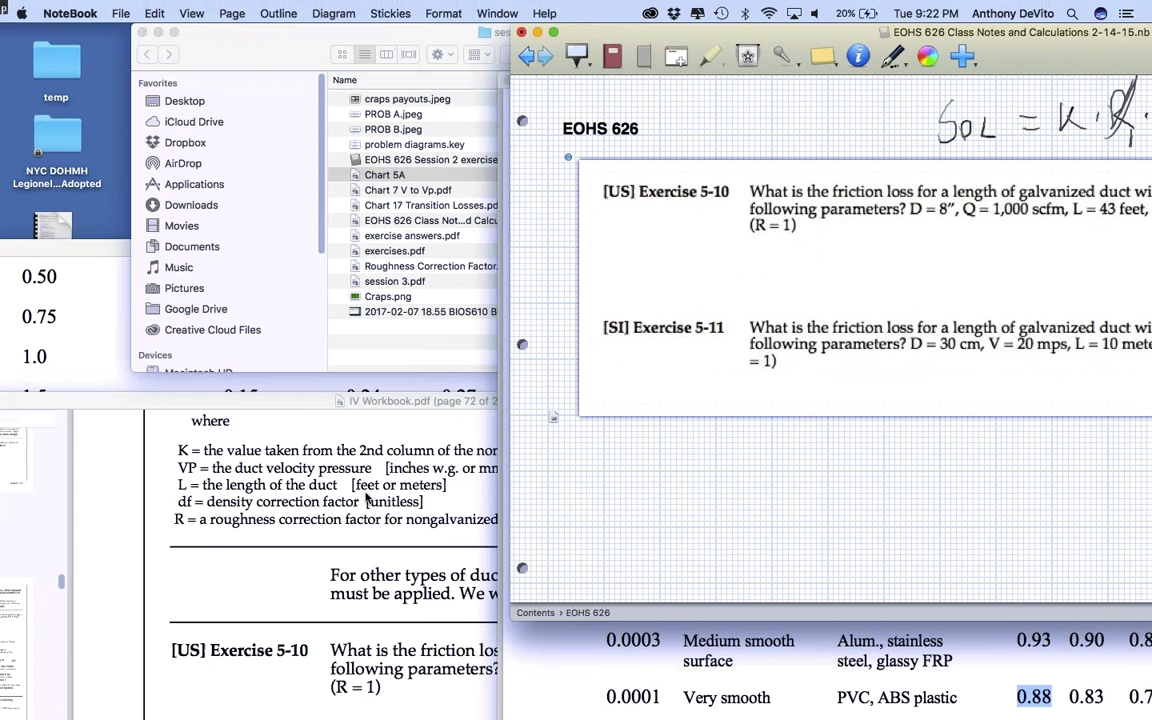 NoteBook File Edit View Page Outline Diagram Stickies Format Window Help 20% Tue 9:22 PM Anthony DeVito
temp
NYC DOHMH
Legionel...Adopted
Favorites
Desktop
iCloud Drive
Dropbox
AirDrop
Applications
Downloads
Movies
Documents
Music
Pictures
Google Drive
Creative Cloud Files
Devices
ses
Name
craps payouts.jpeg
PROB A.jpeg
PROB B.jpeg
problem diagrams.key
EOHS 626 Session 2 exercise
Chart 5A
Chart 7 V to Vp.pdf
Chart 17 Transition Losses.pd
EOHS 626 Class Not...d Calcu
exercise answers.pdf
exercises.pdf
Roughness Correction Factor
session 3.pdf
Craps.png
2017-02-07 18.55 BIOS610 B
0.50
0.75
1.0
IV Workbook.pdf (page 72 of 2
where
K = the value taken from the 2nd column of the nor
VP = the duct velocity pressure [inches w.g. or mr
L = the length of the duct [feet or meters]
df = density correction factor [unitless]
R = a roughness correction factor for nongalvanized
For other types of duc
must be applied. We w
[US] Exercise 5-10 What is the friction los
following parameters?
(R = 1)
EOHS 626 Class Notes and Calculations 2-14-15.nb
EOHS 626
= K ·
[US] Exercise 5-10 What is the friction loss for a length of galvanized duct wi
following parameters? D = 8", Q = 1,000 scfm, L = 43 feet,
(R = 1)
[SI] Exercise 5-11 What is the friction loss for a length of galvanized duct wi
following parameters? D = 30 cm, V = 20 mps, L = 10 mete
= 1)
Contents › EOHS 626
0.0003 Medium smooth Alum., stainless 0.93 0.90 0.8
surface steel, glassy FRP
0.0001 Very smooth PVC, ABS plastic 0.88 0.83 0.7